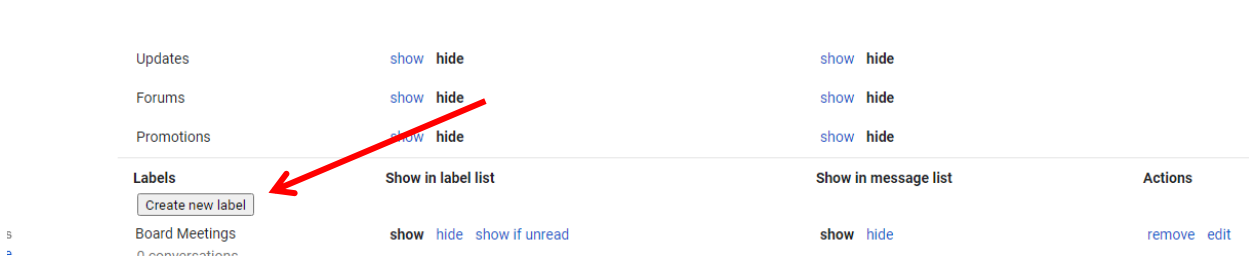 Updates show hide show hide
Forums show hide show hide
Promotions show hide show hide
Labels Show in label list Show in message list Actions
Create new label
Board Meetings show hide show if unread show hide remove edit
0 conversations